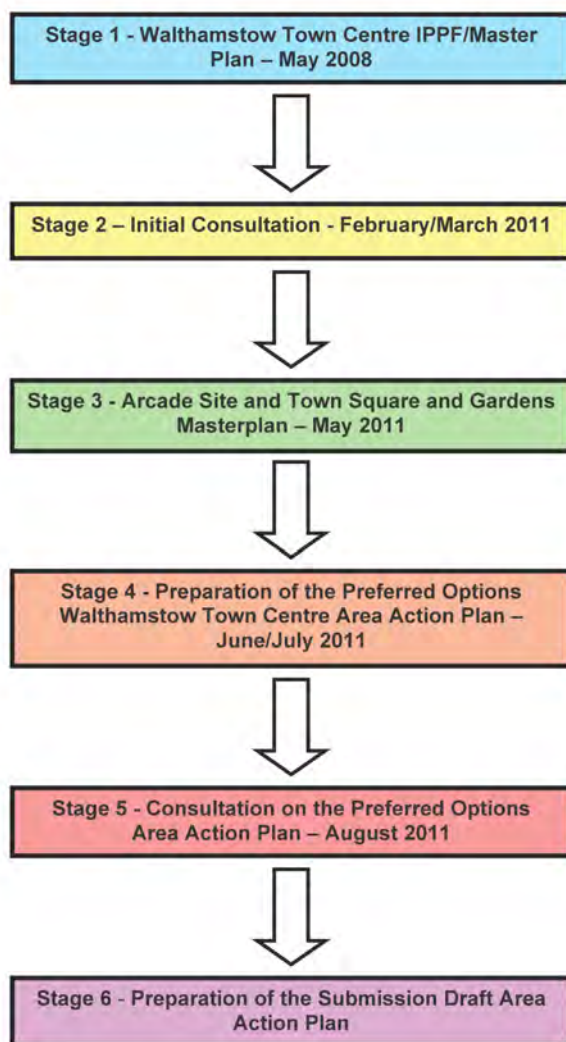 Stage 1 - Walthamstow Town Centre IPPF/Master
Plan – May 2008
Stage 2 – Initial Consultation - February/March 2011
Stage 3 - Arcade Site and Town Square and Gardens
Masterplan – May 2011
Stage 4 - Preparation of the Preferred Options
Walthamstow Town Centre Area Action Plan –
June/July 2011
Stage 5 - Consultation on the Preferred Options
Area Action Plan – August 2011
Stage 6 - Preparation of the Submission Draft Area
Action Plan